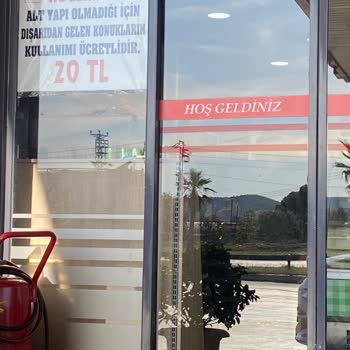 ALT YAPI OLMADIĞI İÇİN
DIŞARIDAN GELEN KONUKLARIN
KULLANIMI ÜCRETLİDİR.
20 TL
HOŞ GELDİNİZ